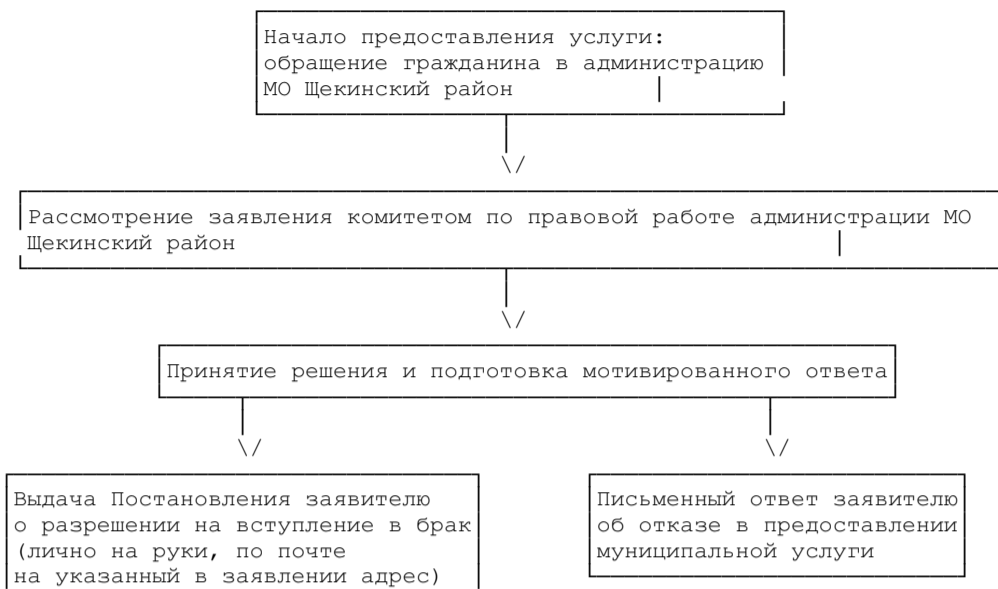 Начало предоставления услуги:
обращение гражданина в администрацию
МО Щекинский район
Рассмотрение заявления комитетом по правовой работе администрации МО
Щекинский район
Принятие решения и подготовка мотивированного ответа
Выдача Постановления заявителю
о разрешении на вступление в брак
(лично на руки, по почте
на указанный в заявлении адрес)
Письменный ответ заявителю
об отказе в предоставлении
муниципальной услуги